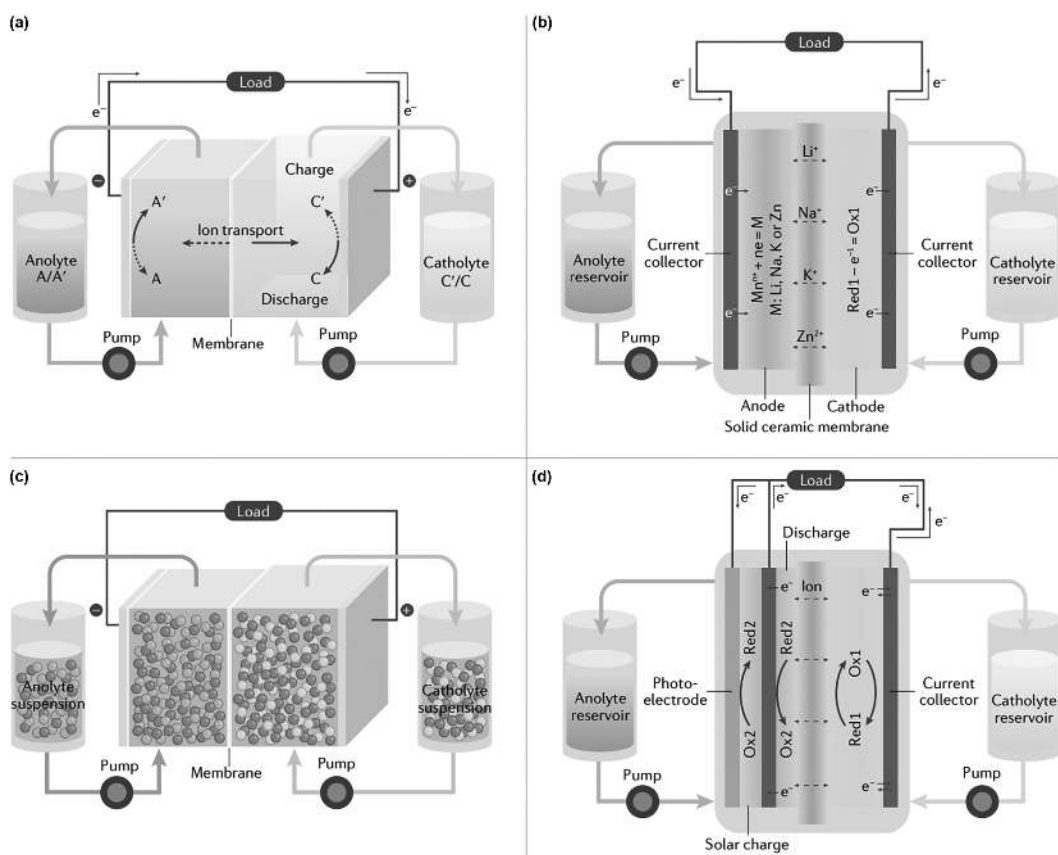 (a)
Load
e⁻
e⁻
−
+
Charge
A′
C′
Ion transport
Anolyte
A/A′
Catholyte
C′/C
A
C
Discharge
Pump
Membrane
Pump
(b)
Load
e⁻
e⁻
Li⁺
e⁻
e⁻
Na⁺
Current
collector
Mnⁿ⁺ + ne = M
M: Li, Na, K or Zn
Red1 − e⁻¹ = Ox1
Current
collector
Anolyte
reservoir
Catholyte
reservoir
K⁺
e⁻
e⁻
Zn²⁺
Pump
Pump
Anode
Cathode
Solid ceramic membrane
(c)
Load
−
+
Anolyte
suspension
Catholyte
suspension
Pump
Membrane
Pump
(d)
Load
e⁻
e⁻
e⁻
e⁻
Discharge
e⁻
Ion
e⁻
Red2
Red2
Ox1
Photo-
electrode
Current
collector
Anolyte
reservoir
Catholyte
reservoir
Ox2
Ox2
Red1
e⁻
e⁻
Pump
Pump
Solar charge